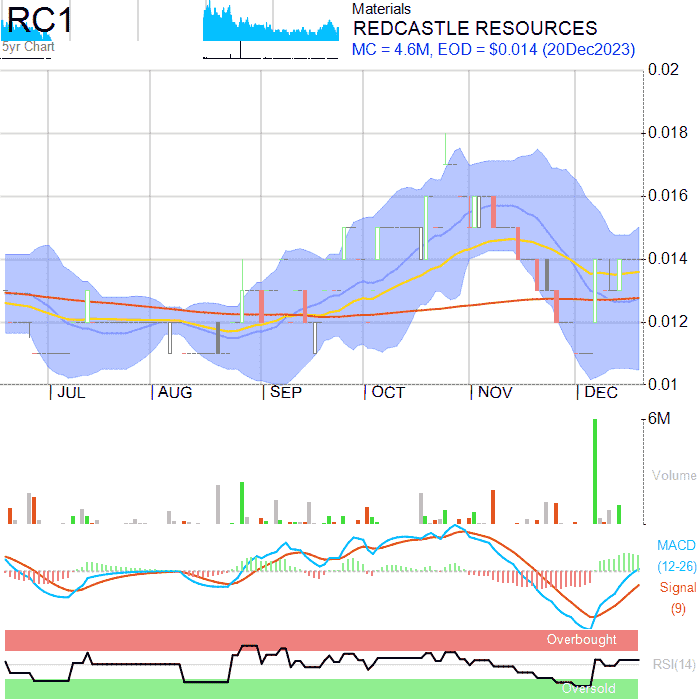 RC1
5yr Chart
Materials
REDCASTLE RESOURCES
MC = 4.6M, EOD = $0.014 (20Dec2023)
0.02
0.018
0.016
0.014
0.012
0.01
JUL AUG SEP OCT NOV DEC
6M
Volume
MACD
(12-26)
Signal
(9)
Overbought
RSI(14)
Oversold